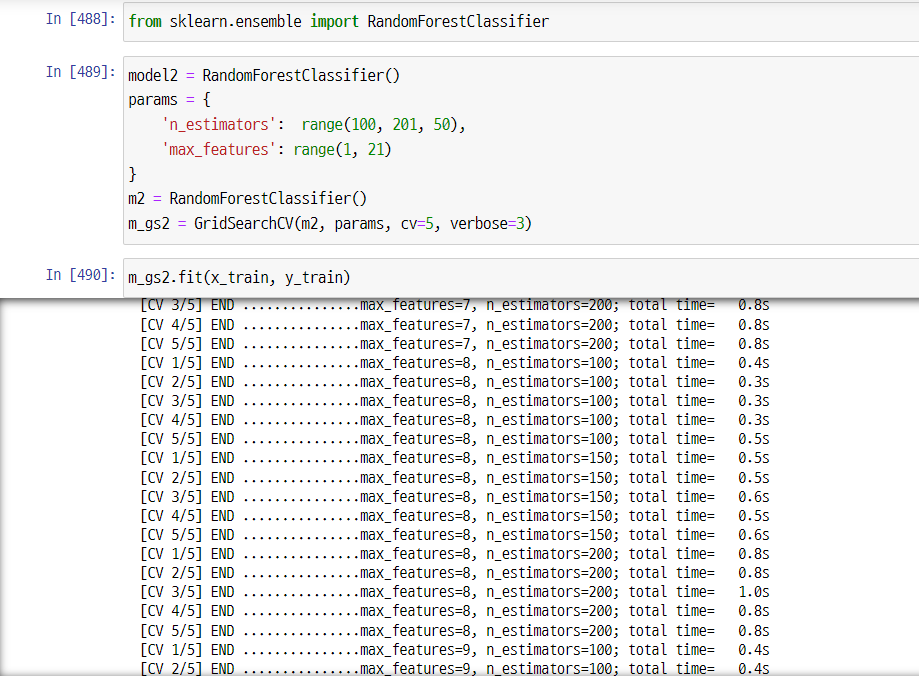 In [488]: from sklearn.ensemble import RandomForestClassifier
In [489]: model2 = RandomForestClassifier()
params = {
    'n_estimators':  range(100, 201, 50),
    'max_features': range(1, 21)
}
m2 = RandomForestClassifier()
m_gs2 = GridSearchCV(m2, params, cv=5, verbose=3)
In [490]: m_gs2.fit(x_train, y_train)
[CV 3/5] END ...............max_features=7, n_estimators=200; total time=   0.8s
[CV 4/5] END ...............max_features=7, n_estimators=200; total time=   0.8s
[CV 5/5] END ...............max_features=7, n_estimators=200; total time=   0.8s
[CV 1/5] END ...............max_features=8, n_estimators=100; total time=   0.4s
[CV 2/5] END ...............max_features=8, n_estimators=100; total time=   0.3s
[CV 3/5] END ...............max_features=8, n_estimators=100; total time=   0.3s
[CV 4/5] END ...............max_features=8, n_estimators=100; total time=   0.3s
[CV 5/5] END ...............max_features=8, n_estimators=100; total time=   0.5s
[CV 1/5] END ...............max_features=8, n_estimators=150; total time=   0.5s
[CV 2/5] END ...............max_features=8, n_estimators=150; total time=   0.5s
[CV 3/5] END ...............max_features=8, n_estimators=150; total time=   0.6s
[CV 4/5] END ...............max_features=8, n_estimators=150; total time=   0.5s
[CV 5/5] END ...............max_features=8, n_estimators=150; total time=   0.6s
[CV 1/5] END ...............max_features=8, n_estimators=200; total time=   0.8s
[CV 2/5] END ...............max_features=8, n_estimators=200; total time=   0.8s
[CV 3/5] END ...............max_features=8, n_estimators=200; total time=   1.0s
[CV 4/5] END ...............max_features=8, n_estimators=200; total time=   0.8s
[CV 5/5] END ...............max_features=8, n_estimators=200; total time=   0.8s
[CV 1/5] END ...............max_features=9, n_estimators=100; total time=   0.4s
[CV 2/5] END ...............max_features=9, n_estimators=100; total time=   0.4s